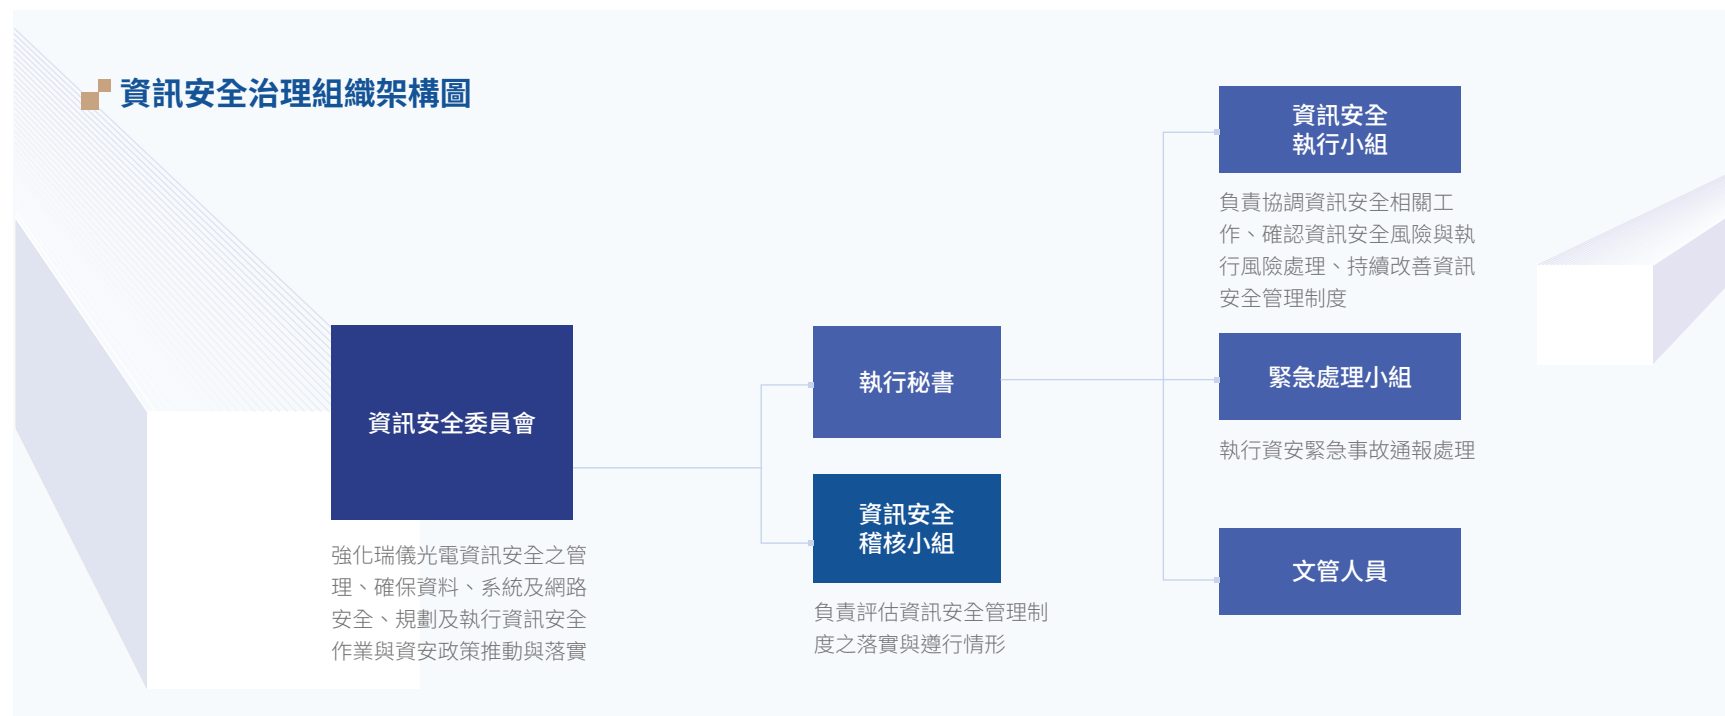 資訊安全治理組織架構圖
資訊安全委員會
強化瑞儀光電資訊安全之管
理、確保資料、系統及網路
安全、規劃及執行資訊安全
作業與資安政策推動與落實
執行秘書
資訊安全
稽核小組
負責評估資訊安全管理制
度之落實與遵行情形
資訊安全
執行小組
負責協調資訊安全相關工
作、確認資訊安全風險與執
行風險處理、持續改善資訊
安全管理制度
緊急處理小組
執行資安緊急事故通報處理
文管人員